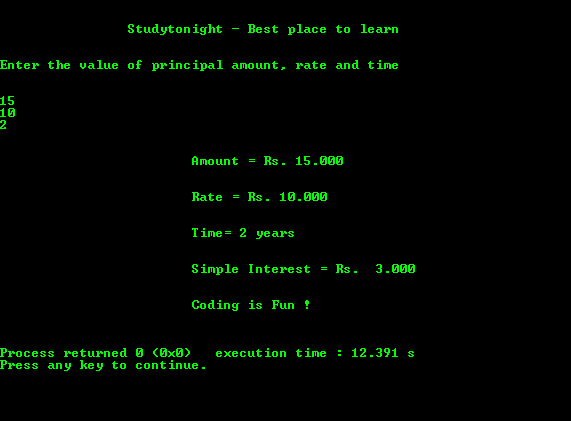 Studytonight - Best place to learn
Enter the value of principal amount, rate and time
15
10
2
Amount = Rs. 15.000
Rate = Rs. 10.000
Time= 2 years
Simple Interest = Rs.  3.000
Coding is Fun !
Process returned 0 (0x0)   execution time : 12.391 s
Press any key to continue.